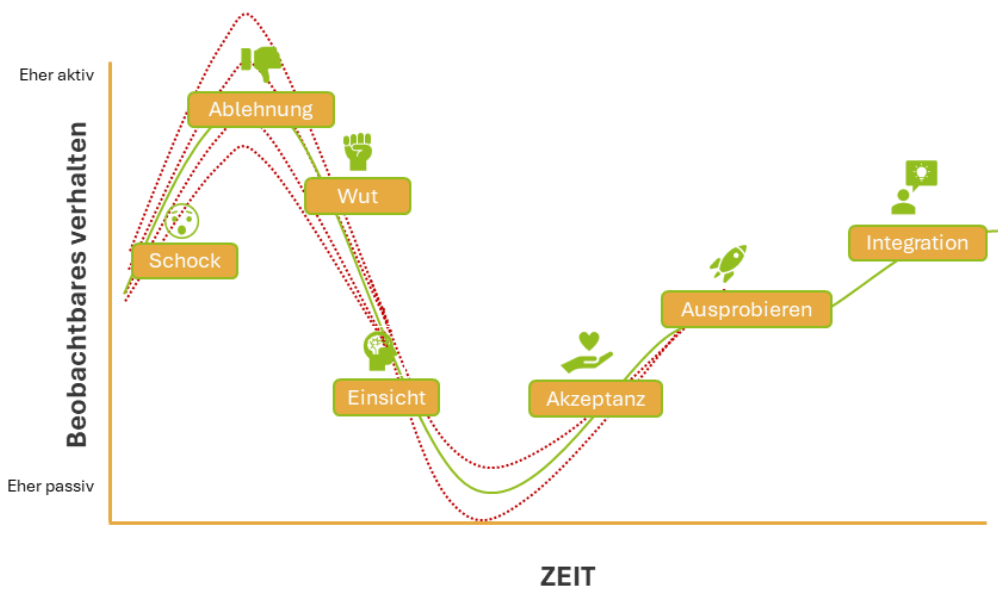 Eher aktiv
Ablehnung
Wut
Schock
Integration
Ausprobieren
Einsicht
Akzeptanz
Eher passiv
Beobachtbares verhalten
ZEIT